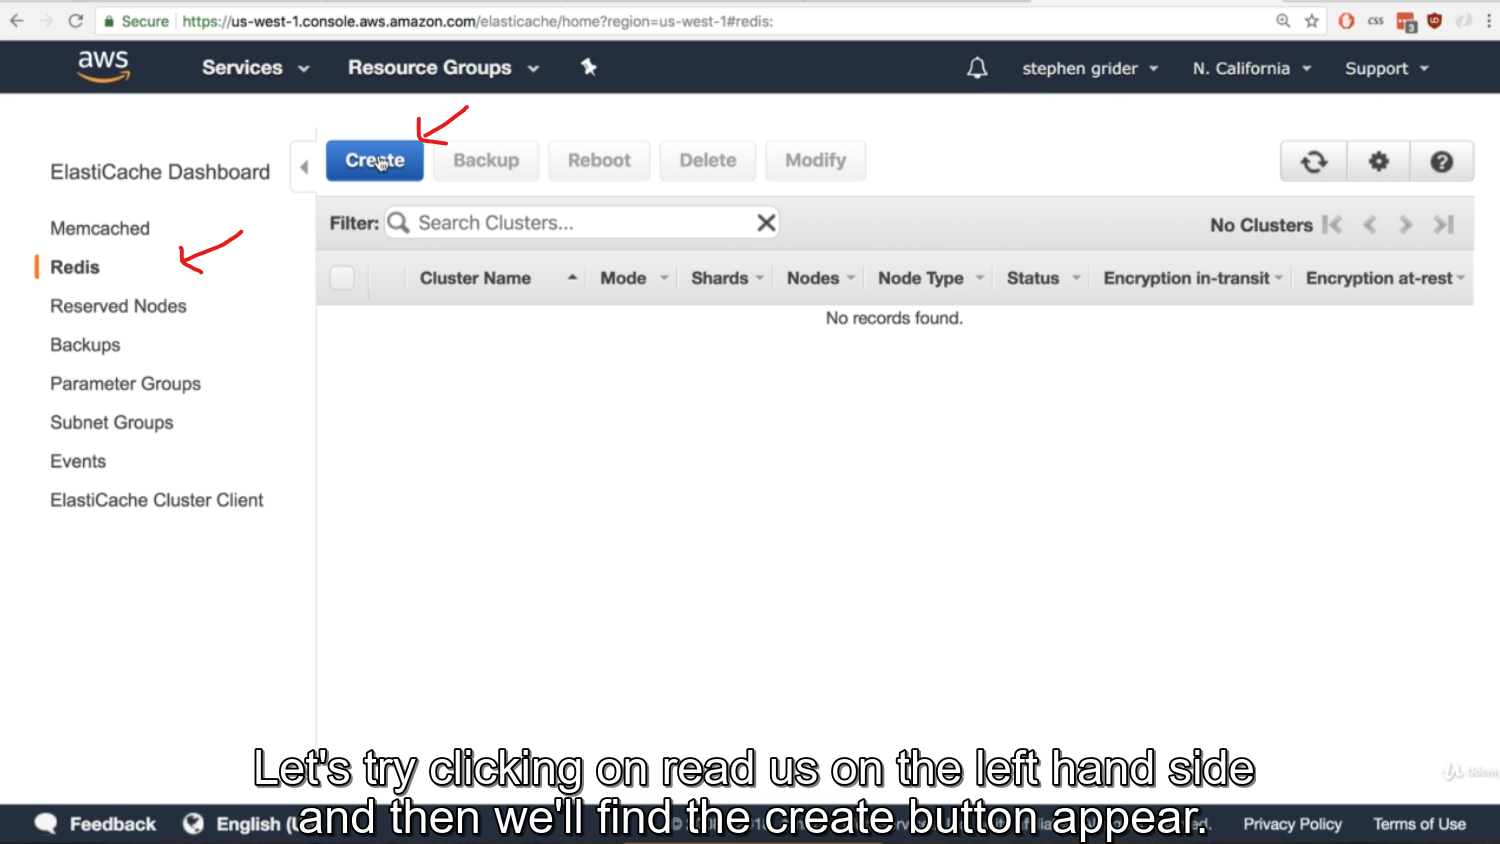 Secure https://us-west-1.console.aws.amazon.com/elasticache/home?region=us-west-1#redis: css 3
aws Services Resource Groups stephen grider N. California Support
Create Backup Reboot Delete Modify
ElastiCache Dashboard
Memcached
Redis
Reserved Nodes
Backups
Parameter Groups
Subnet Groups
Events
ElastiCache Cluster Client
Filter: Search Clusters... No Clusters
Cluster Name Mode Shards Nodes Node Type Status Encryption in-transit Encryption at-rest
No records found.
Let's try clicking on read us on the left hand side
and then we'll find the create button appear.
Udemy
Feedback English Privacy Policy Terms of Use